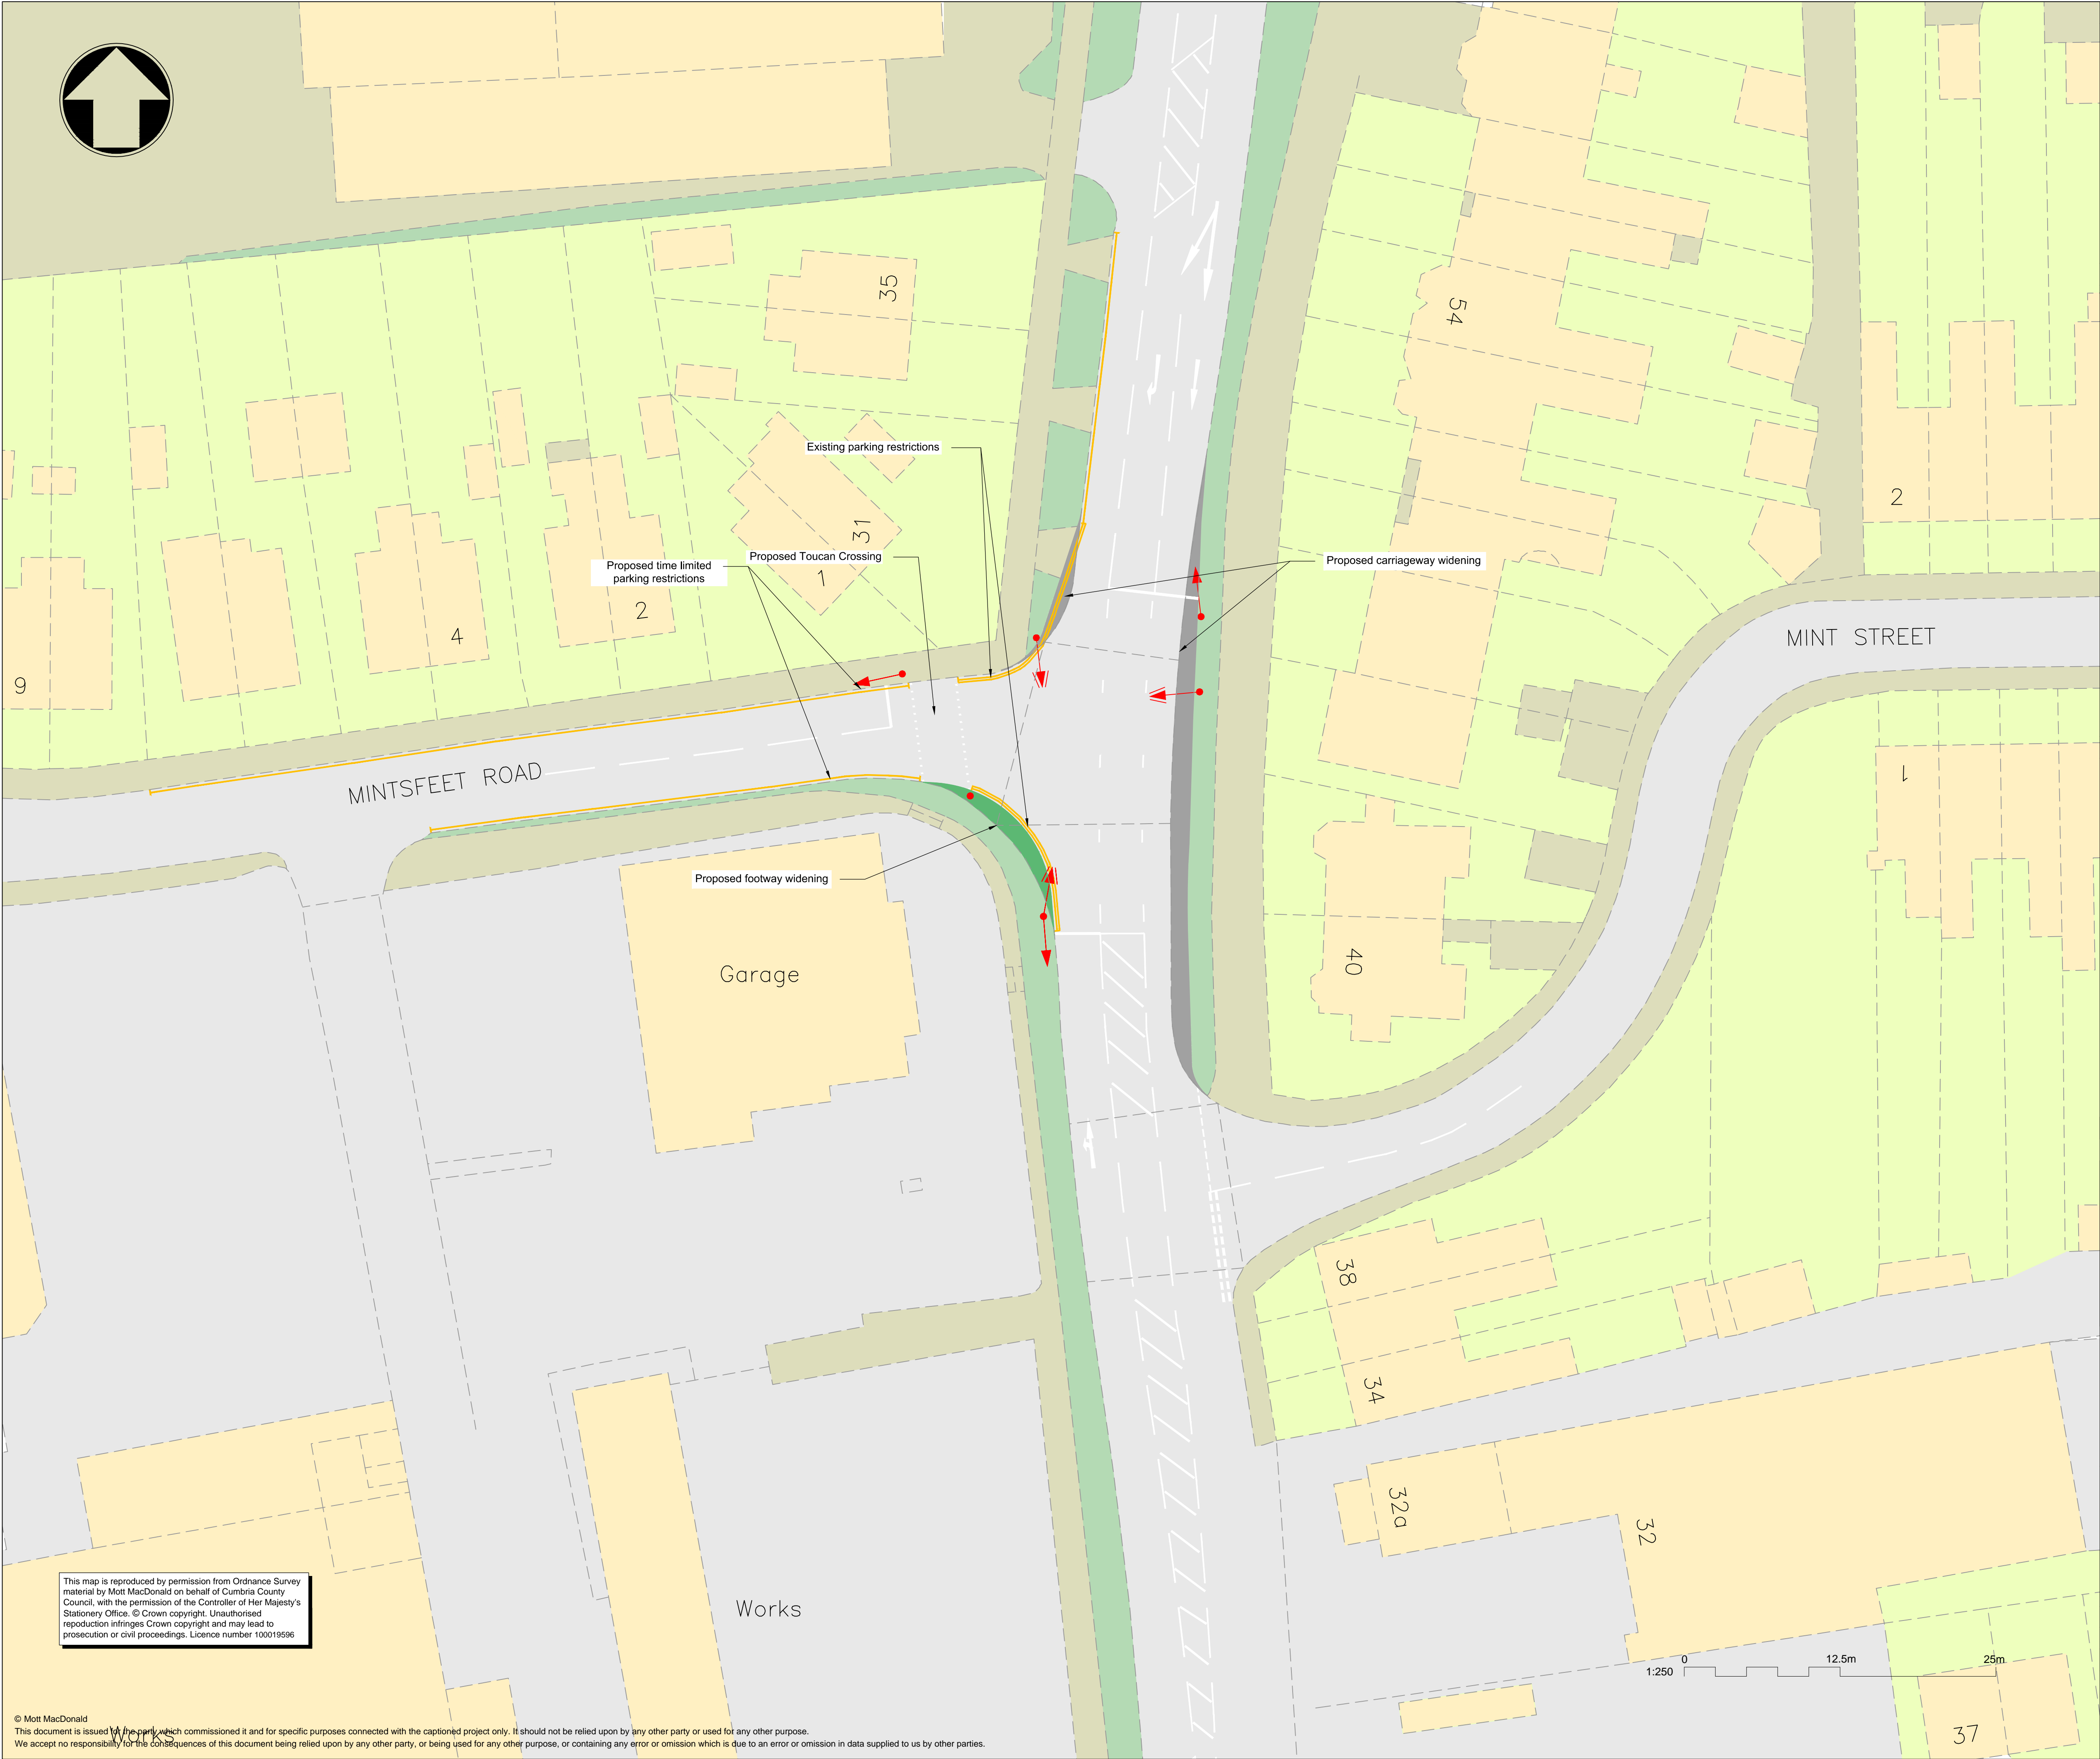 35
54
Existing parking restrictions
2
31
Proposed Toucan Crossing
Proposed time limited
parking restrictions
1
Proposed carriageway widening
2
4
MINT STREET
9
MINTSFEET ROAD
1
Proposed footway widening
Garage
40
38
34
32a
32
This map is reproduced by permission from Ordnance Survey
material by Mott MacDonald on behalf of Cumbria County
Council, with the permission of the Controller of Her Majesty's
Stationery Office. © Crown copyright. Unauthorised
repoduction infringes Crown copyright and may lead to
prosecution or civil proceedings. Licence number 100019596
Works
0 12.5m 25m
1:250
37
© Mott MacDonald
This document is issued for the party which commissioned it and for specific purposes connected with the captioned project only. It should not be relied upon by any other party or used for any other purpose.
Works
We accept no responsibility for the consequences of this document being relied upon by any other party, or being used for any other purpose, or containing any error or omission which is due to an error or omission in data supplied to us by other parties.